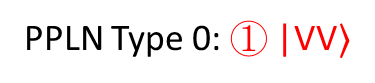 PPLN Type 0: ① |VV⟩